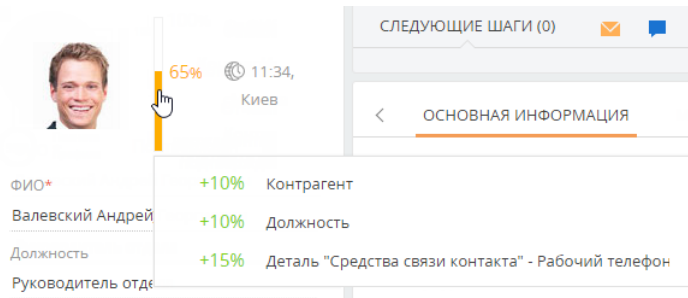 СЛЕДУЮЩИЕ ШАГИ (0)
65%
11:34,
Киев
ОСНОВНАЯ ИНФОРМАЦИЯ
ФИО*
Валевский Андрей
Должность
Руководитель отде
+10% Контрагент
+10% Должность
+15% Деталь "Средства связи контакта" - Рабочий телефон